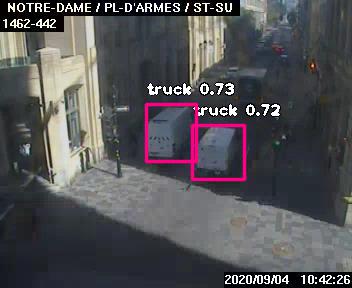 NOTRE-DAME / PL-D'ARMES / ST-SU
1462-442
truck 0.73
truck 0.72
2020/09/04 10:42:26